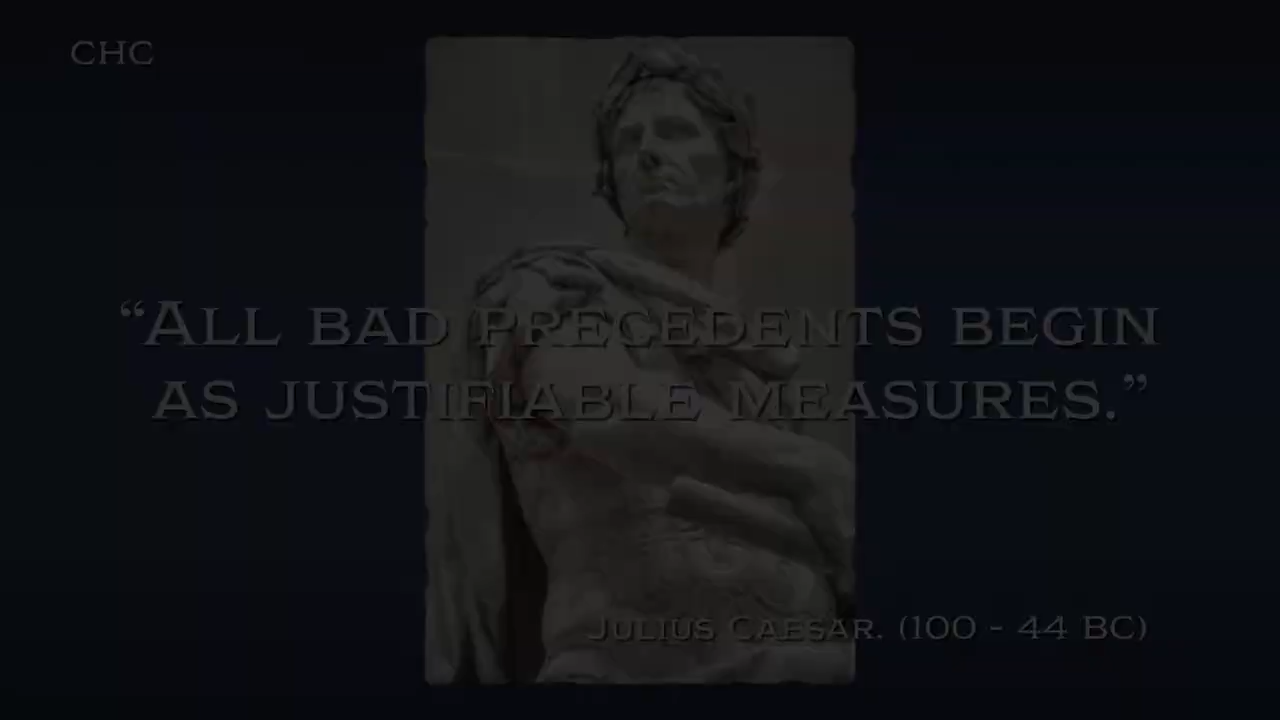 CHC
“ALL BAD PRECEDENTS BEGIN
AS JUSTIFIABLE MEASURES.”
JULIUS CAESAR. (100 - 44 BC)